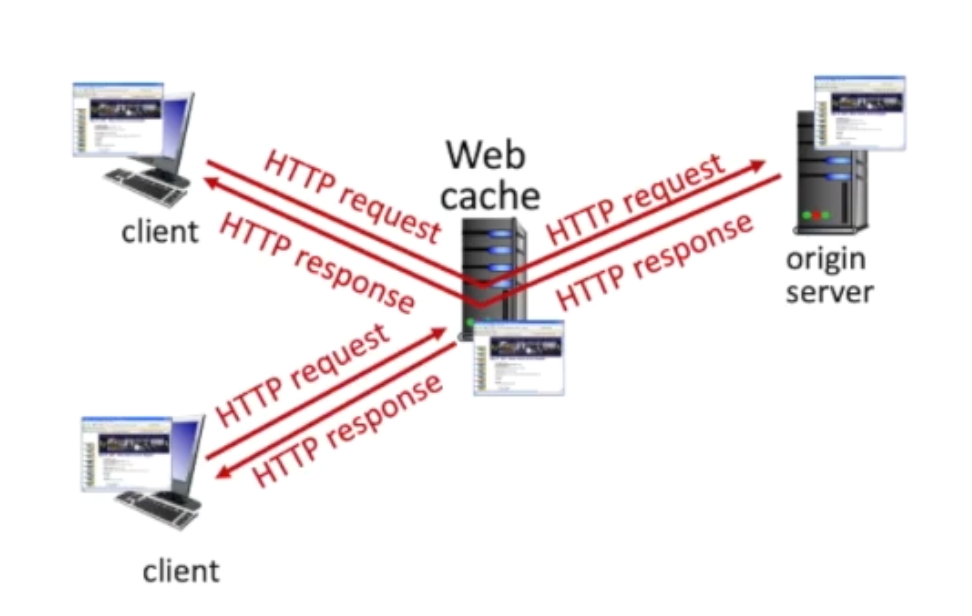 HTTP request
HTTP response
client
Web
cache
HTTP request
HTTP response
origin
server
HTTP request
HTTP response
client